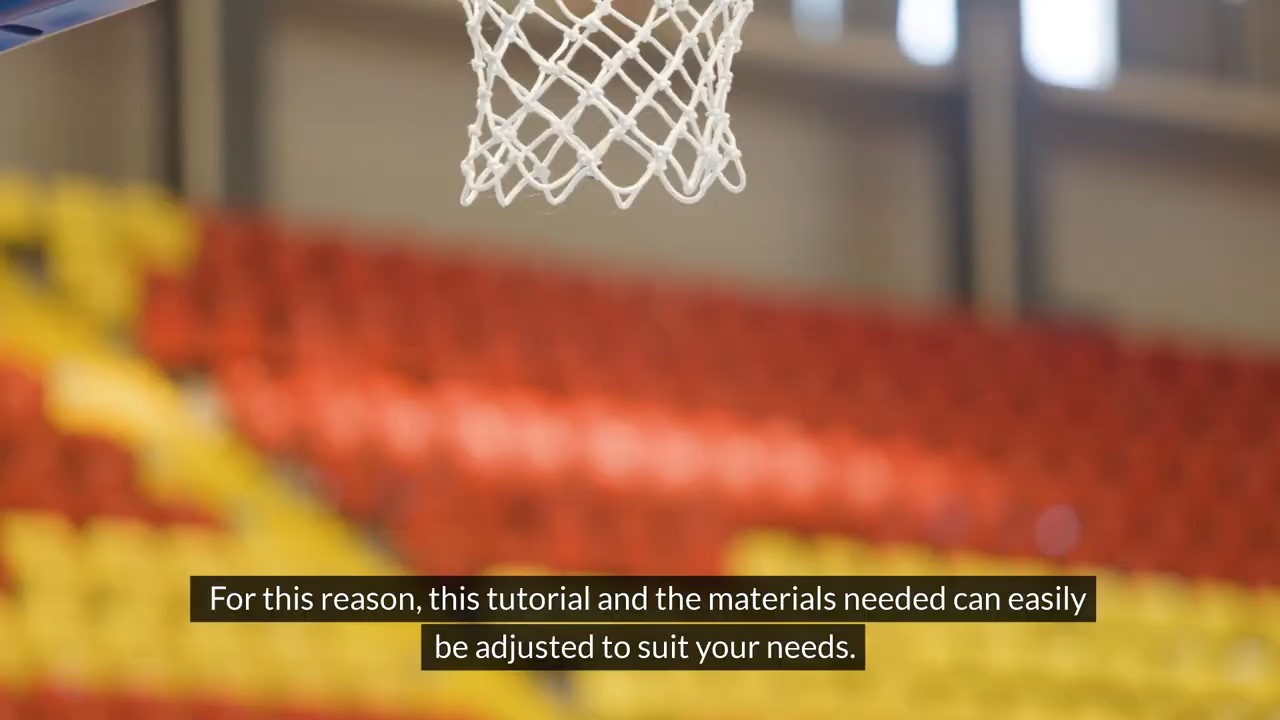 For this reason, this tutorial and the materials needed can easily
be adjusted to suit your needs.